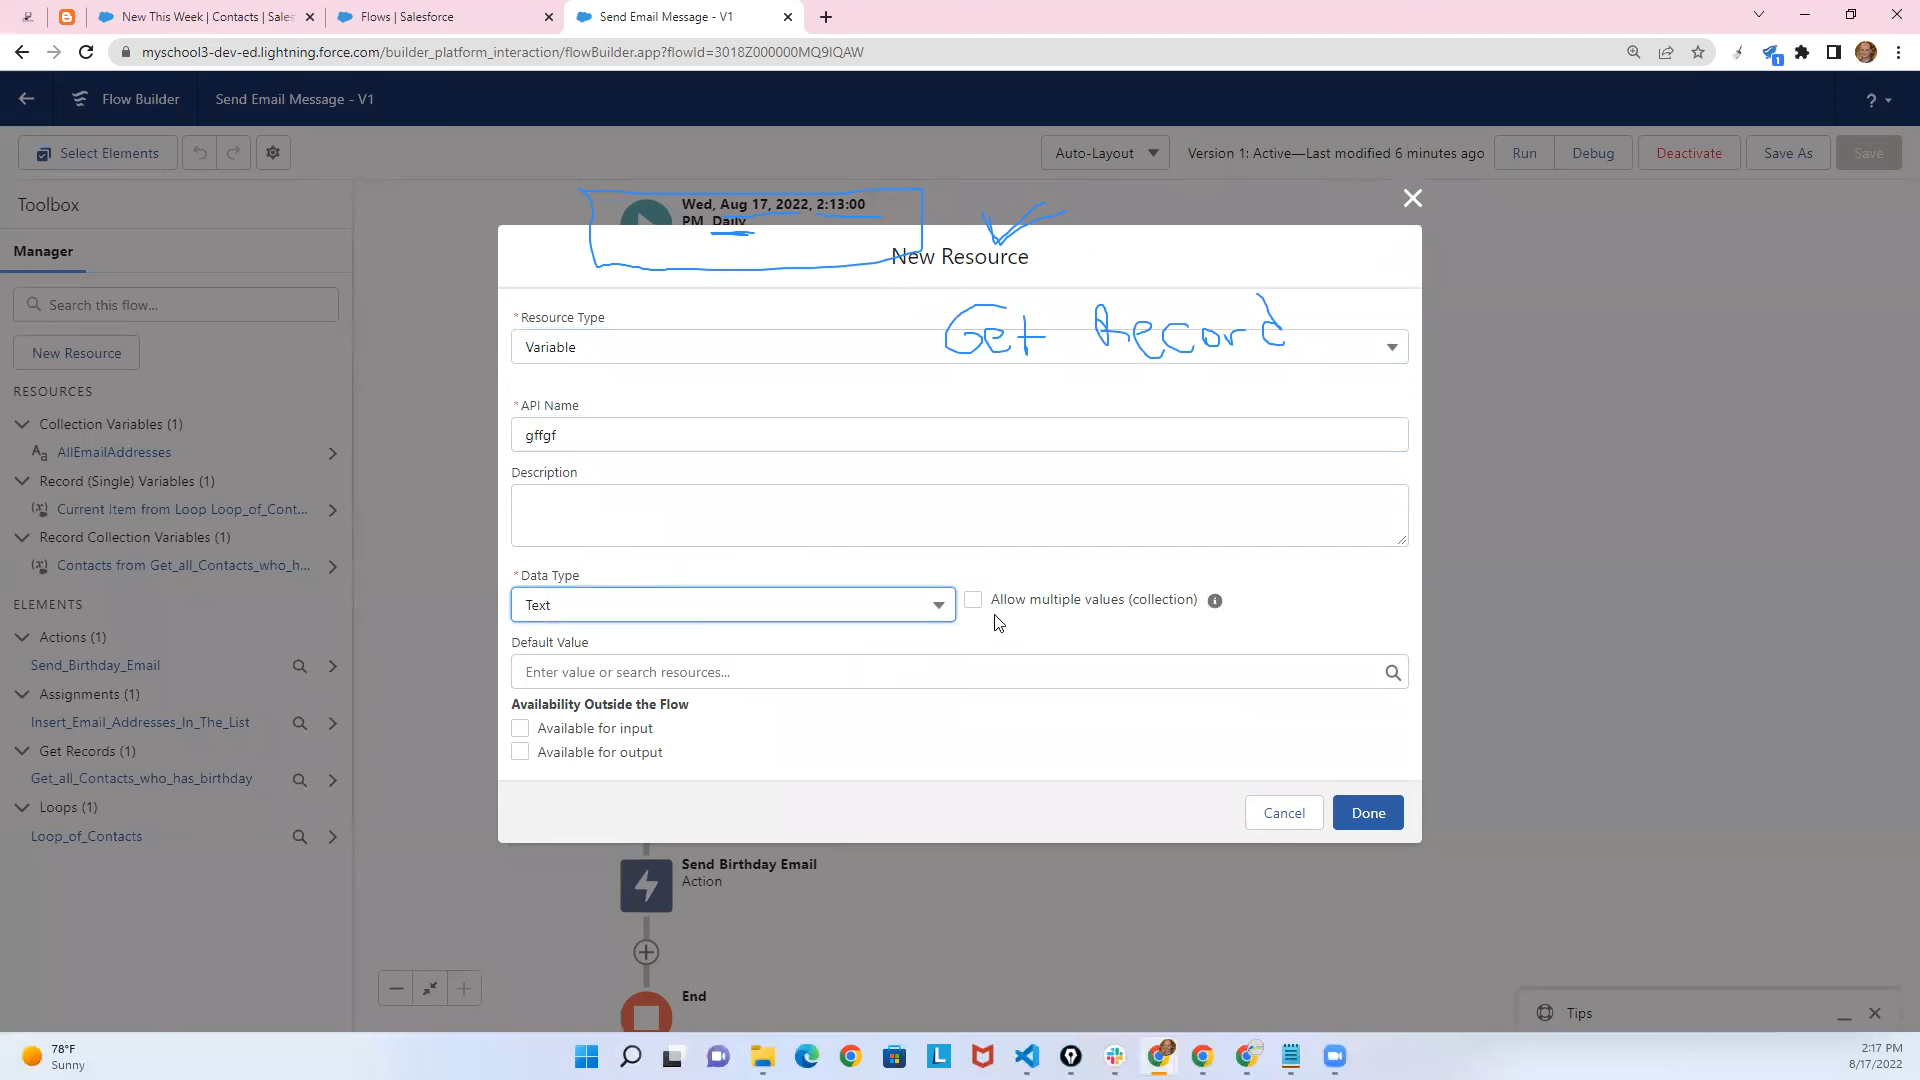 New This Week | Contacts | Sales
Flows | Salesforce
Send Email Message - V1
myschool3-dev-ed.lightning.force.com/builder_platform_interaction/flowBuilder.app?flowId=3018Z000000MQ9IQAW
1
Flow Builder
Send Email Message - V1
?
Select Elements
Auto-Layout
Version 1: Active—Last modified 6 minutes ago
Run
Debug
Deactivate
Save As
Save
Toolbox
Manager
Search this flow...
New Resource
RESOURCES
Collection Variables (1)
AllEmailAddresses
Record (Single) Variables (1)
Current Item from Loop Loop_of_Cont...
Record Collection Variables (1)
Contacts from Get_all_Contacts_who_h...
ELEMENTS
Actions (1)
Send_Birthday_Email
Assignments (1)
Insert_Email_Addresses_In_The_List
Get Records (1)
Get_all_Contacts_who_has_birthday
Loops (1)
Loop_of_Contacts
Wed, Aug 17, 2022, 2:13:00
PM, Daily
New Resource
Get Record
*Resource Type
Variable
*API Name
gffgf
Description
*Data Type
Text
Allow multiple values (collection)
Default Value
Enter value or search resources...
Availability Outside the Flow
Available for input
Available for output
Cancel
Done
Send Birthday Email
Action
End
Tips
78°F
Sunny
2:17 PM
8/17/2022